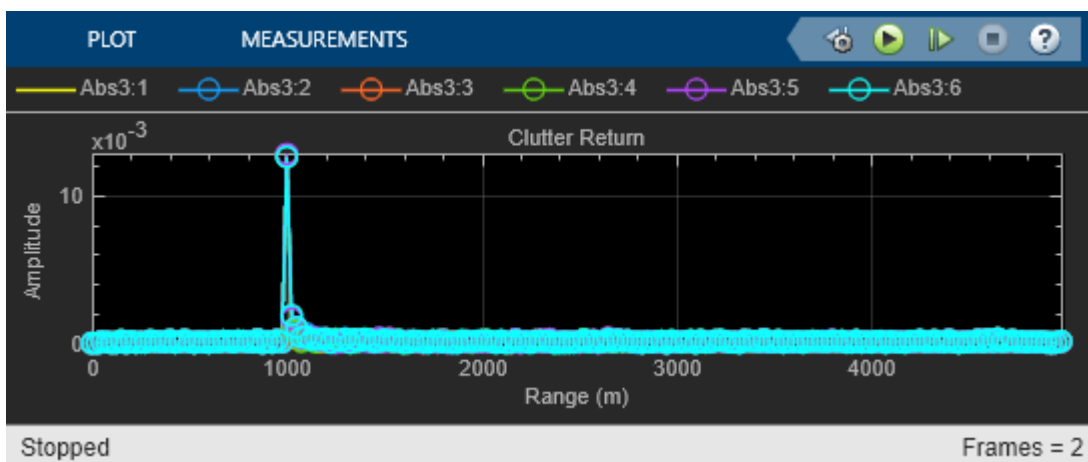 PLOT MEASUREMENTS ?
Abs3:1 Abs3:2 Abs3:3 Abs3:4 Abs3:5 Abs3:6
x10-3 Clutter Return
10
Amplitude
0
0 1000 2000 3000 4000
Range (m)
Stopped Frames = 2